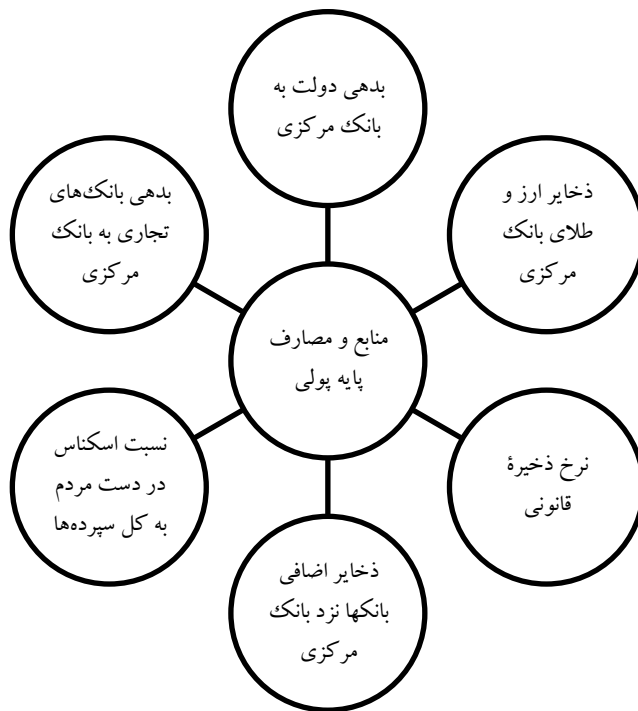 بدهی دولت به
بانک مرکزی
ذخایر ارز و
طلای بانک
مرکزی
بدهی بانک‌های
تجاری به بانک
مرکزی
منابع و مصارف
پایه پولی
نرخ ذخیرهٔ
قانونی
نسبت اسکناس
در دست مردم
به کل سپرده‌ها
ذخایر اضافی
بانکها نزد بانک
مرکزی